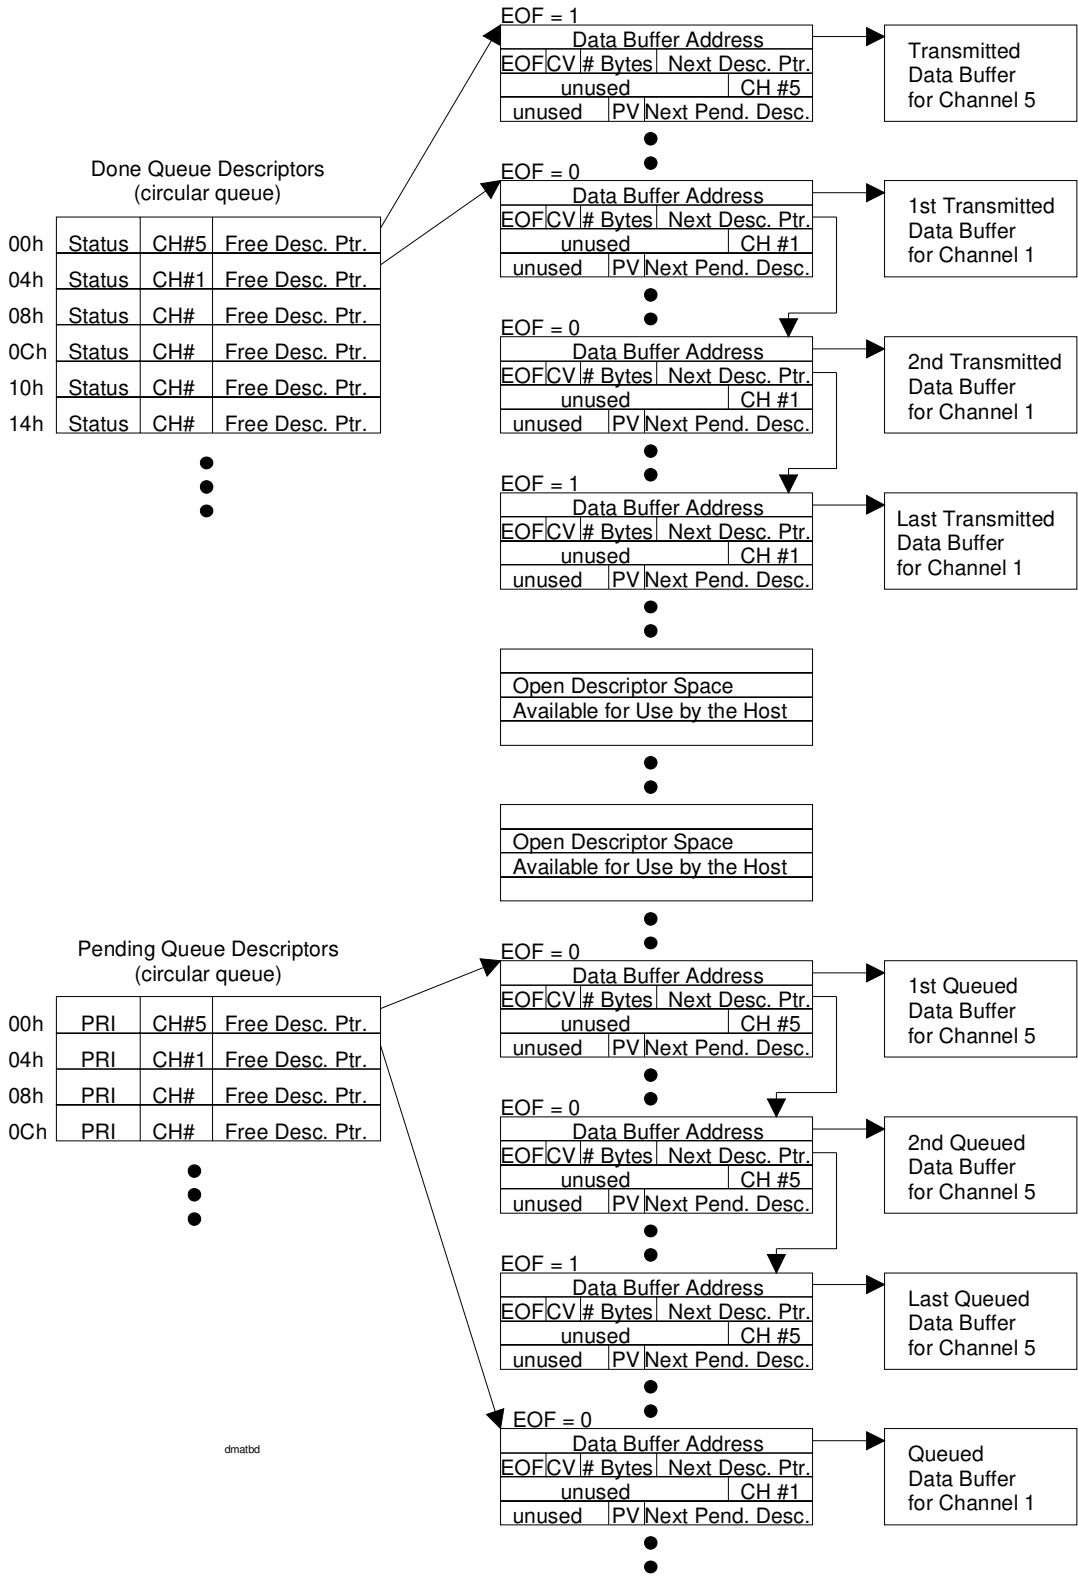 EOF = 1
Data Buffer Address
EOF CV # Bytes Next Desc. Ptr.
unused CH #5
unused PV Next Pend. Desc.
Transmitted
Data Buffer
for Channel 5
Done Queue Descriptors
(circular queue)
00h Status CH#5 Free Desc. Ptr.
04h Status CH#1 Free Desc. Ptr.
08h Status CH# Free Desc. Ptr.
0Ch Status CH# Free Desc. Ptr.
10h Status CH# Free Desc. Ptr.
14h Status CH# Free Desc. Ptr.
EOF = 0
Data Buffer Address
EOF CV # Bytes Next Desc. Ptr.
unused CH #1
unused PV Next Pend. Desc.
1st Transmitted
Data Buffer
for Channel 1
EOF = 0
Data Buffer Address
EOF CV # Bytes Next Desc. Ptr.
unused CH #1
unused PV Next Pend. Desc.
2nd Transmitted
Data Buffer
for Channel 1
EOF = 1
Data Buffer Address
EOF CV # Bytes Next Desc. Ptr.
unused CH #1
unused PV Next Pend. Desc.
Last Transmitted
Data Buffer
for Channel 1
Open Descriptor Space
Available for Use by the Host
Open Descriptor Space
Available for Use by the Host
Pending Queue Descriptors
(circular queue)
00h PRI CH#5 Free Desc. Ptr.
04h PRI CH#1 Free Desc. Ptr.
08h PRI CH# Free Desc. Ptr.
0Ch PRI CH# Free Desc. Ptr.
EOF = 0
Data Buffer Address
EOF CV # Bytes Next Desc. Ptr.
unused CH #5
unused PV Next Pend. Desc.
1st Queued
Data Buffer
for Channel 5
EOF = 0
Data Buffer Address
EOF CV # Bytes Next Desc. Ptr.
unused CH #5
unused PV Next Pend. Desc.
2nd Queued
Data Buffer
for Channel 5
EOF = 1
Data Buffer Address
EOF CV # Bytes Next Desc. Ptr.
unused CH #5
unused PV Next Pend. Desc.
Last Queued
Data Buffer
for Channel 5
EOF = 0
Data Buffer Address
EOF CV # Bytes Next Desc. Ptr.
unused CH #1
unused PV Next Pend. Desc.
Queued
Data Buffer
for Channel 1
dmatbd